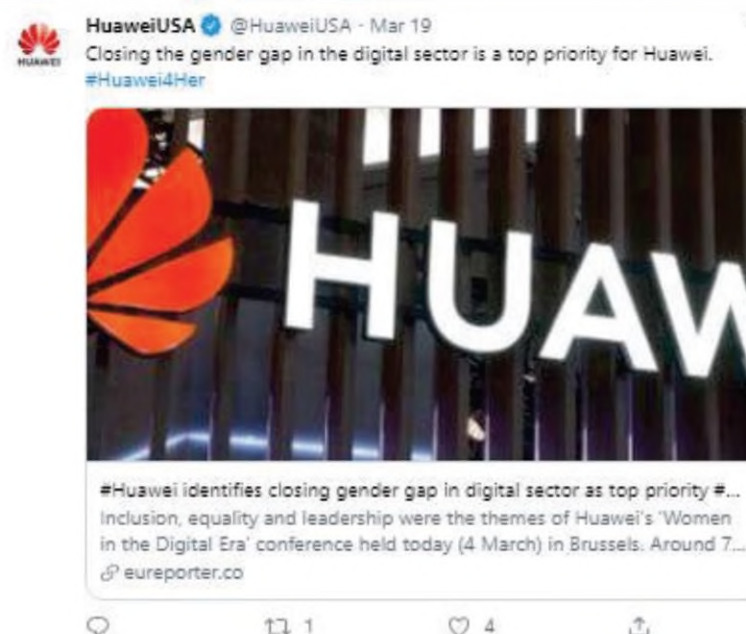 HuaweiUSA @HuaweiUSA · Mar 19
HUAWEI
Closing the gender gap in the digital sector is a top priority for Huawei.
#Huawei4Her
HUAW
#Huawei identifies closing gender gap in digital sector as top priority #...
Inclusion, equality and leadership were the themes of Huawei's 'Women
in the Digital Era' conference held today (4 March) in Brussels. Around 7...
eureporter.co
1 4